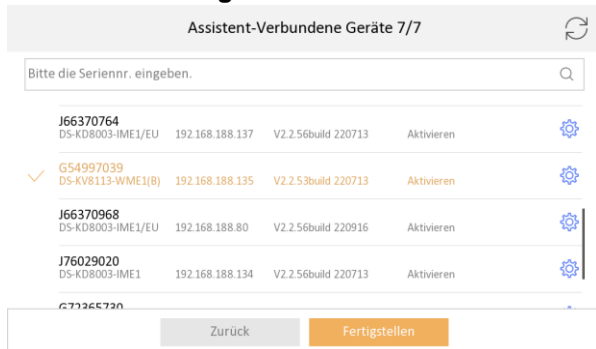 Assistent-Verbundene Geräte 7/7
Bitte die Seriennr. eingeben.
J66370764
DS-KD8003-IME1/EU 192.168.188.137 V2.2.56build 220713 Aktivieren
G54997039
DS-KV8113-WME1(B) 192.168.188.135 V2.2.53build 220713 Aktivieren
J66370968
DS-KD8003-IME1/EU 192.168.188.80 V2.2.56build 220916 Aktivieren
J76029020
DS-KD8003-IME1 192.168.188.134 V2.2.56build 220713 Aktivieren
G72365730
Zurück Fertigstellen